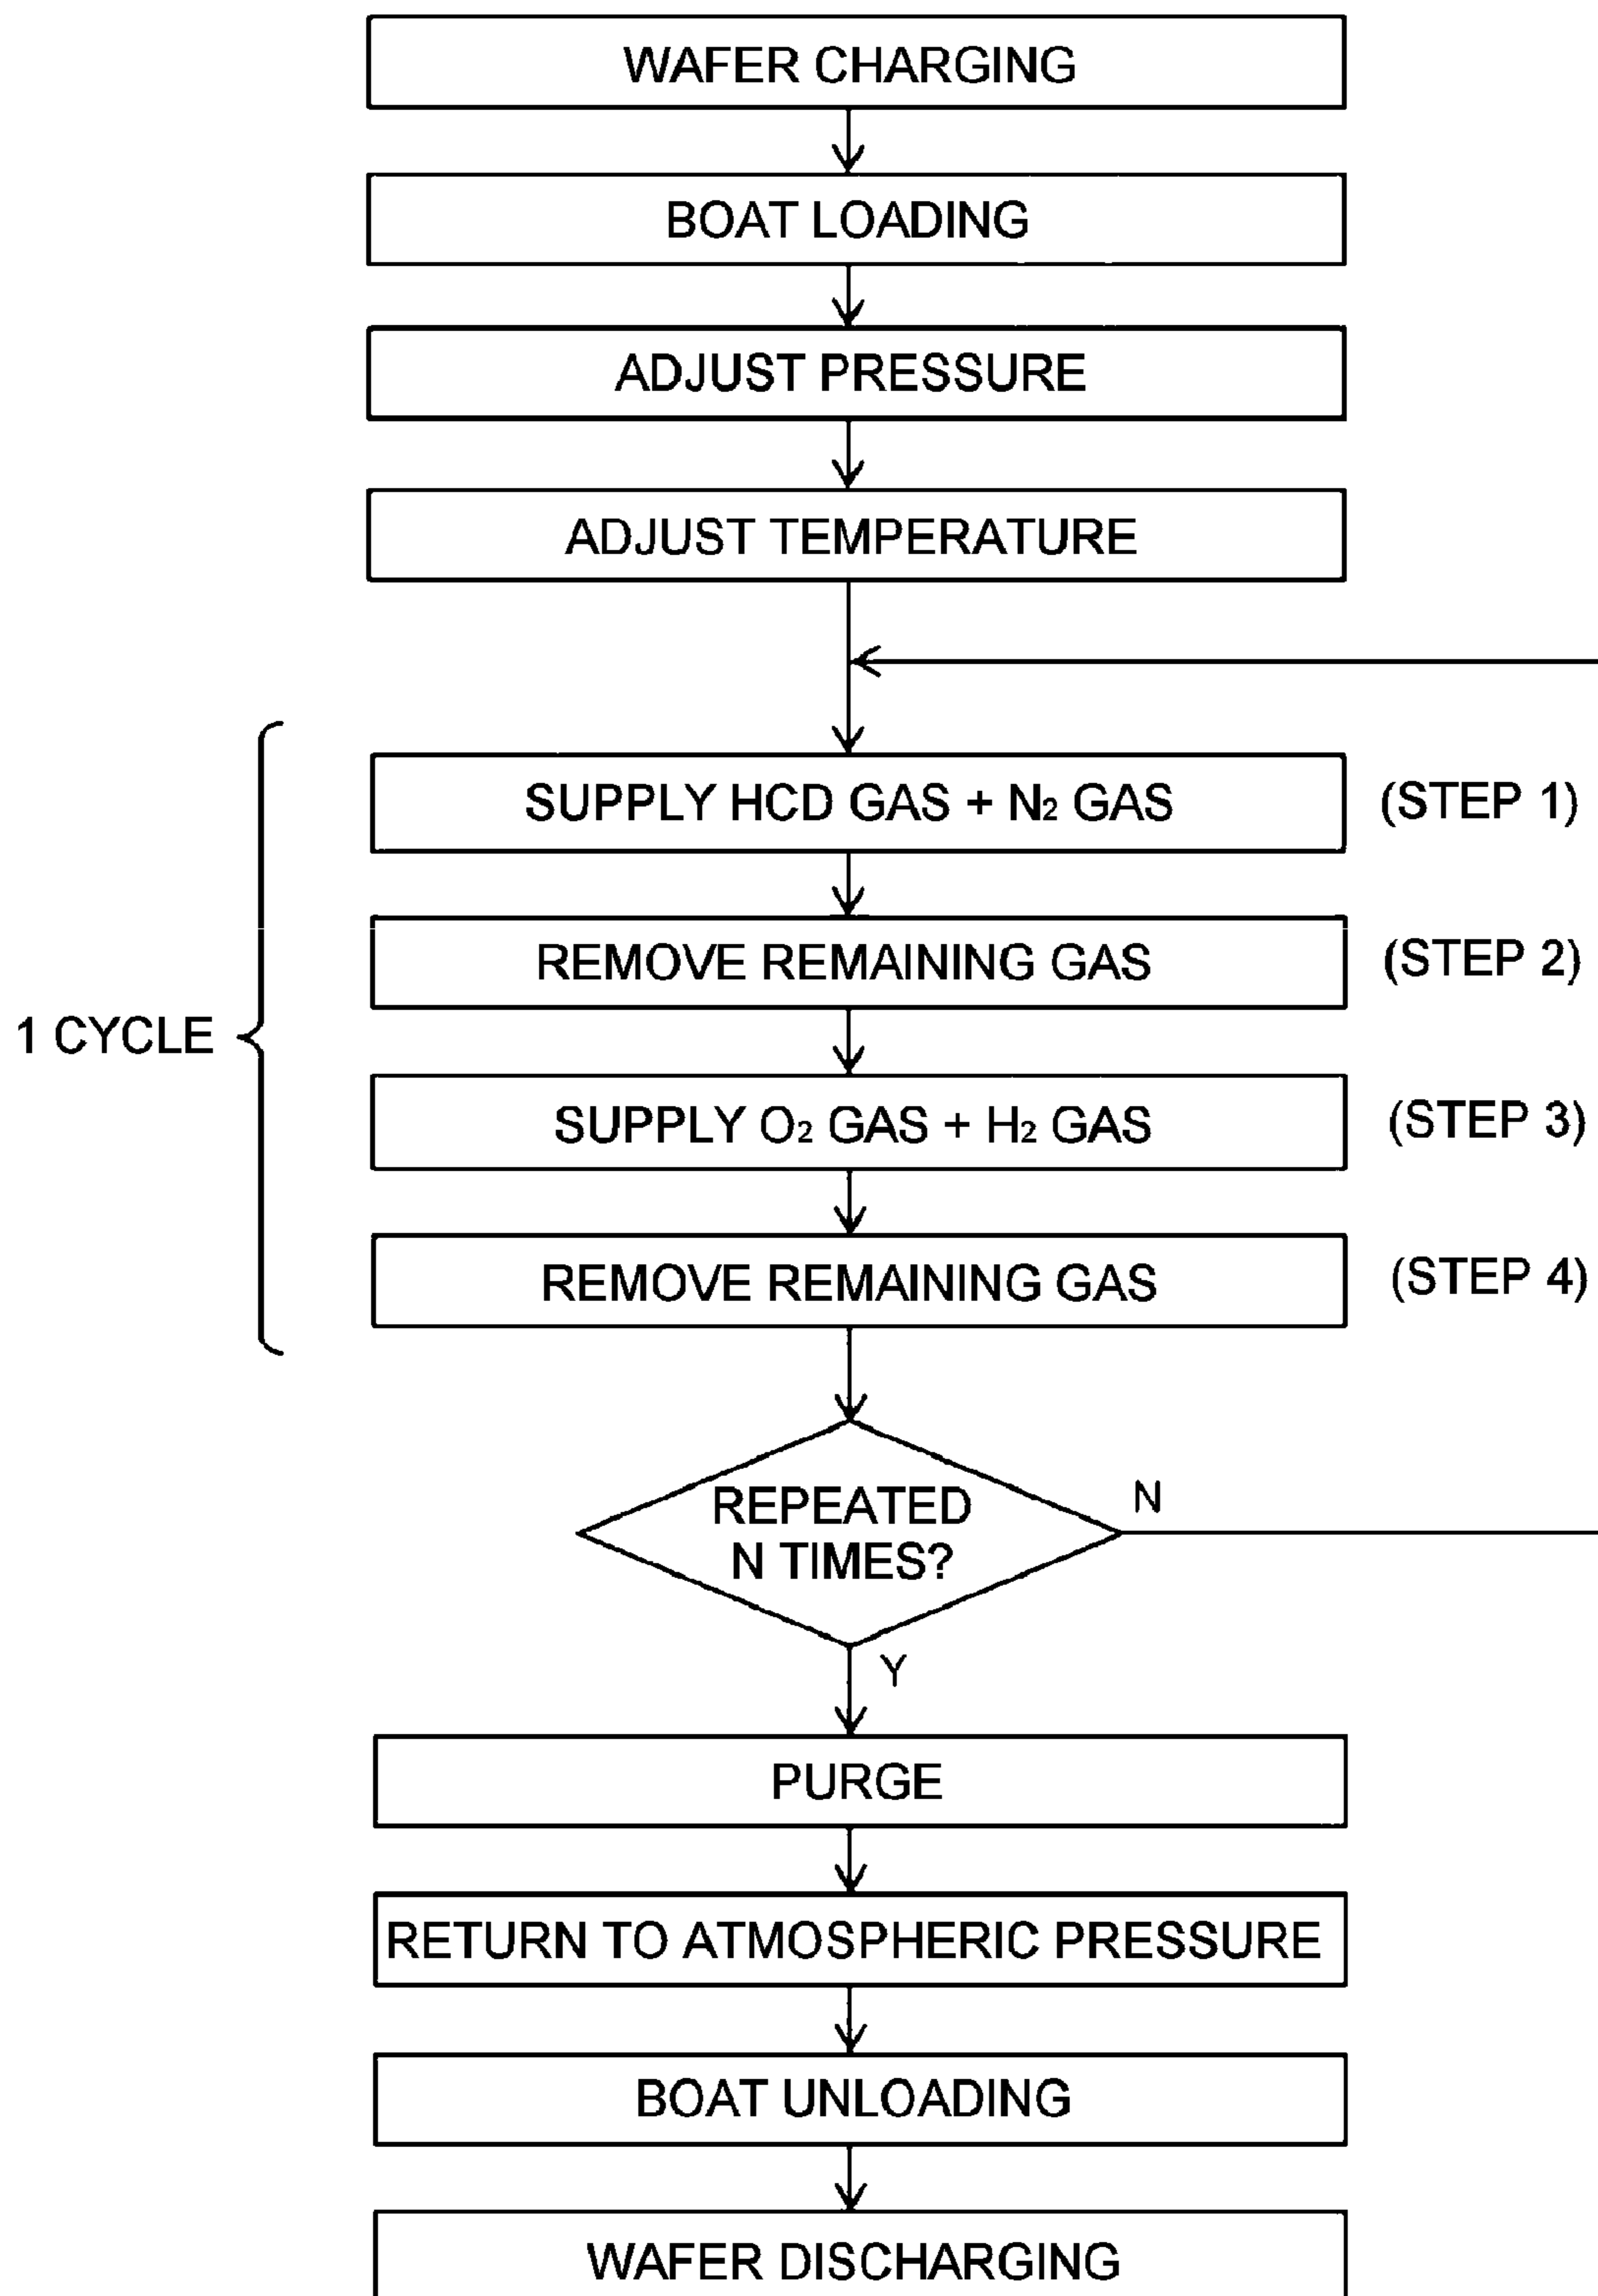 WAFER CHARGING
BOAT LOADING
ADJUST PRESSURE
ADJUST TEMPERATURE
SUPPLY HCD GAS + N₂ GAS (STEP 1)
REMOVE REMAINING GAS (STEP 2)
1 CYCLE
SUPPLY O₂ GAS + H₂ GAS (STEP 3)
REMOVE REMAINING GAS (STEP 4)
REPEATED
N TIMES?
N
Y
PURGE
RETURN TO ATMOSPHERIC PRESSURE
BOAT UNLOADING
WAFER DISCHARGING